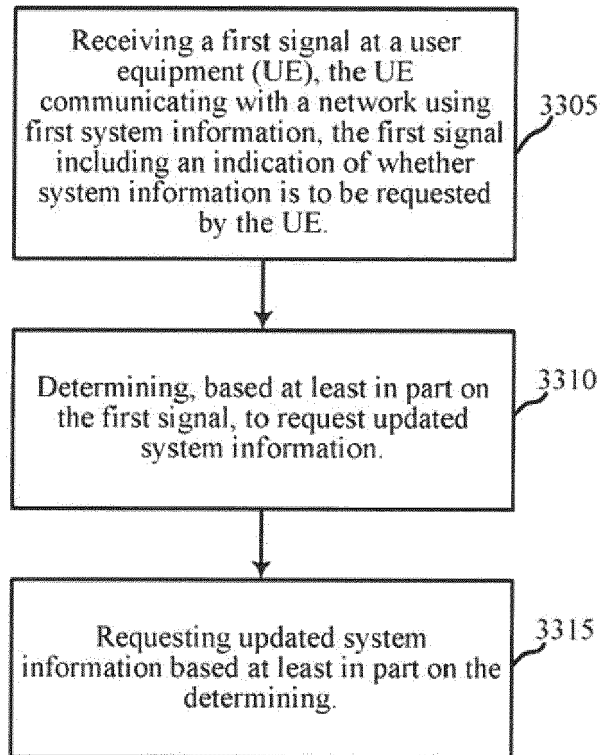 Receiving a first signal at a user
equipment (UE), the UE
communicating with a network using
first system information, the first signal
including an indication of whether
system information is to be requested
by the UE.
3305
Determining, based at least in part on
the first signal, to request updated
system information.
3310
Requesting updated system
information based at least in part on the
determining.
3315